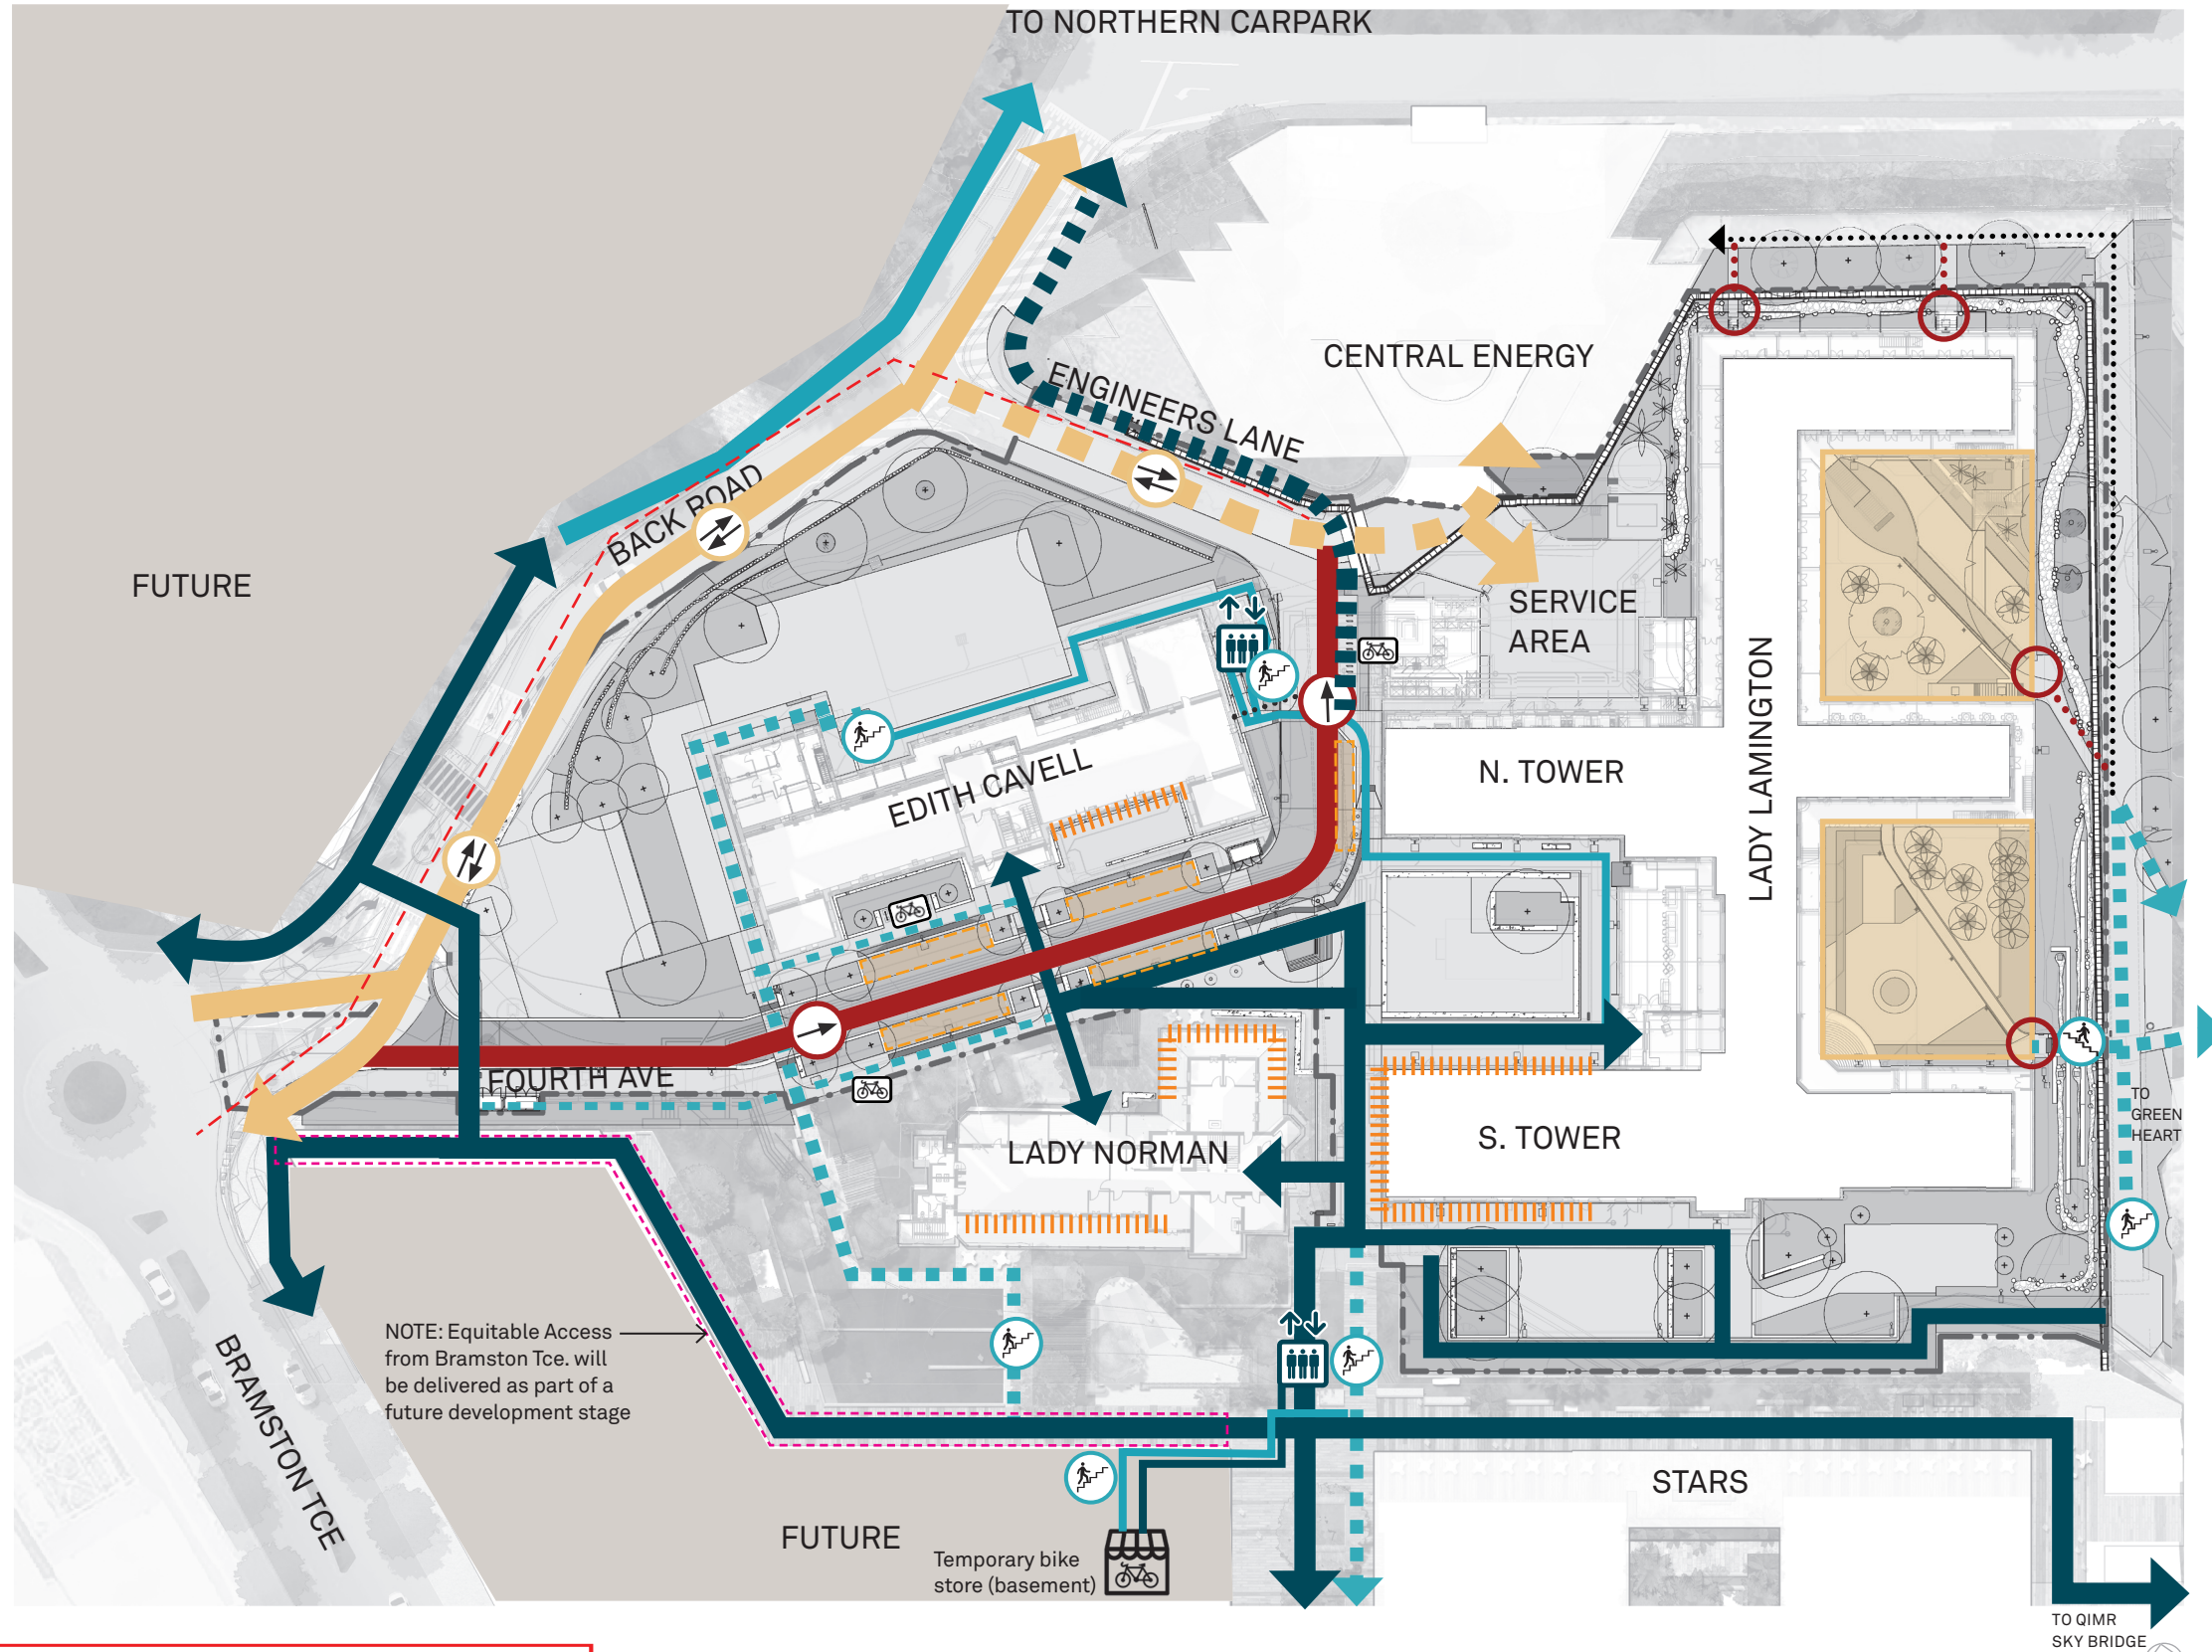 TO NORTHERN CARPARK
CENTRAL ENERGY
ENGINEERS LANE
BACK ROAD
FUTURE
SERVICE
AREA
LADY LAMINGTON
N. TOWER
EDITH CAVELL
FOURTH AVE
LADY NORMAN
S. TOWER
TO
GREEN
HEART
NOTE: Equitable Access
from Bramston Tce. will
be delivered as part of a
future development stage
BRAMSTON TCE
STARS
FUTURE
Temporary bike
store (basement)
TO QIMR
SKY BRIDGE